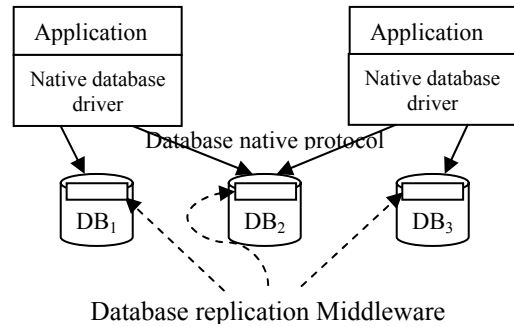 Application
Native database
driver
Application
Native database
driver
Database native protocol
DB₁
DB₂
DB₃
Database replication Middleware